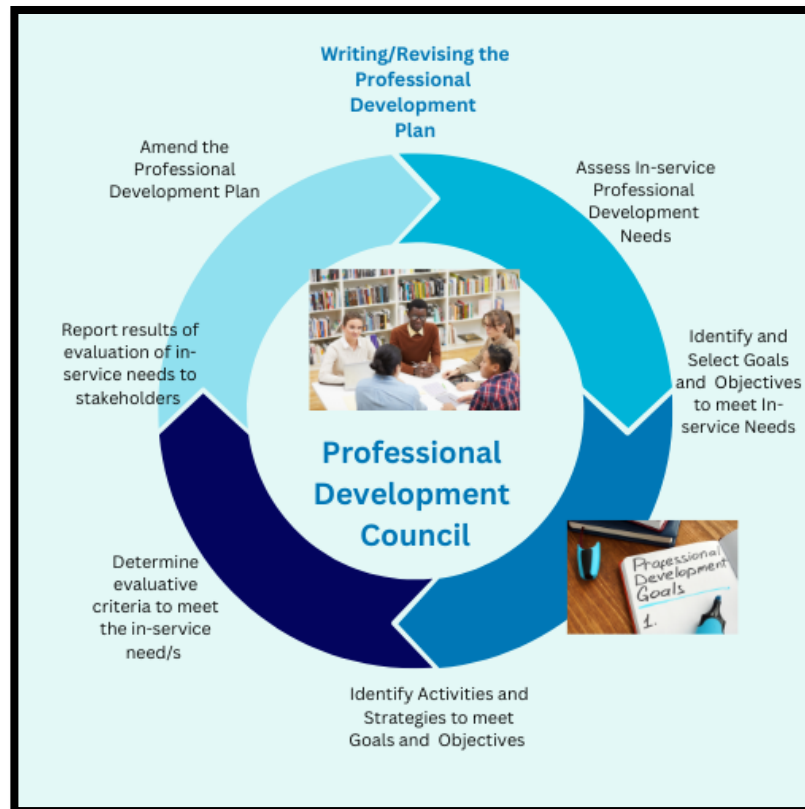 Writing/Revising the
Professional
Development
Plan
Assess In-service
Professional
Development
Needs
Identify and
Select Goals
and Objectives
to meet In-
service Needs
Professional
Development
Goals
1.
Identify Activities and
Strategies to meet
Goals and Objectives
Determine
evaluative
criteria to meet
the in-service
need/s
Report results of
evaluation of in-
service needs to
stakeholders
Amend the
Professional
Development Plan
Professional
Development
Council